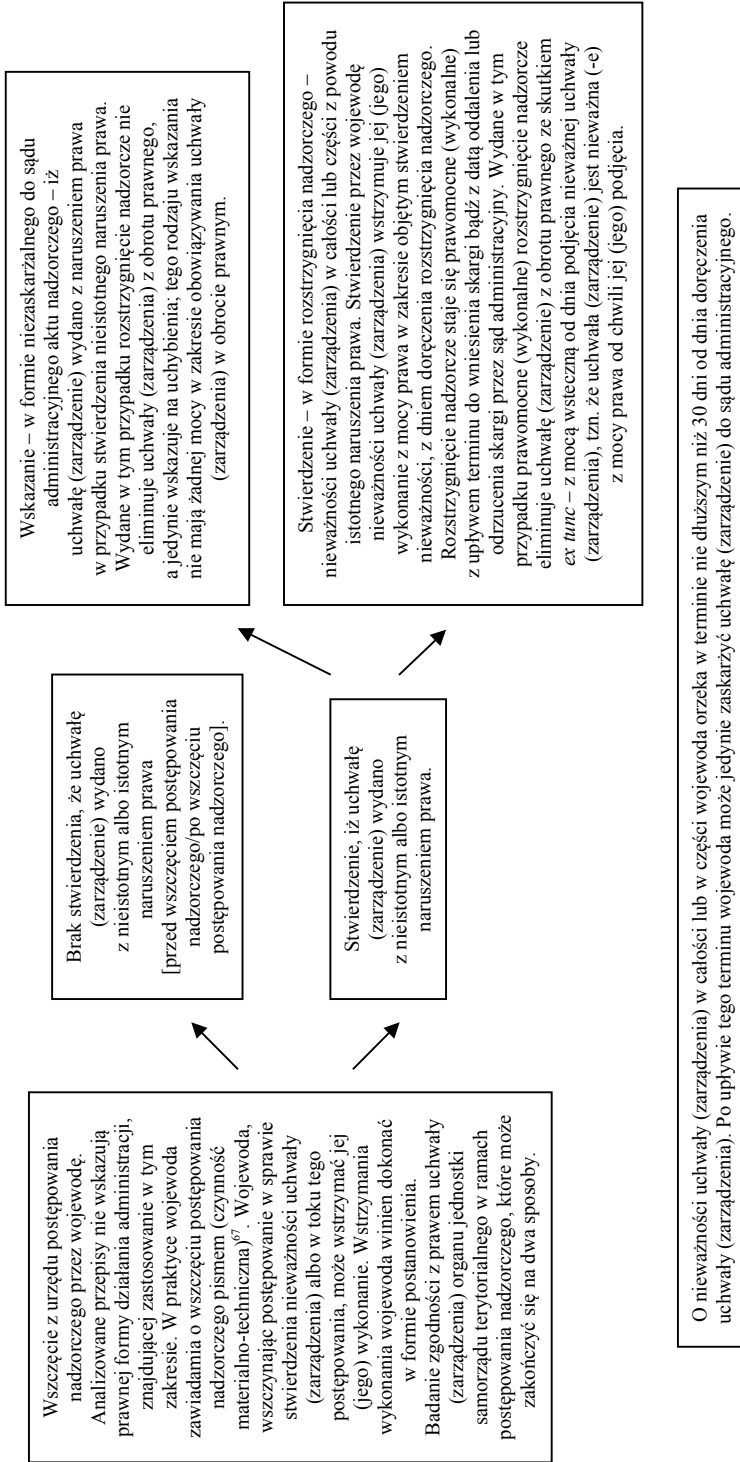 Wszczęcie z urzędu postępowania
nadzorczego przez wojewodę.
Analizowane przepisy nie wskazują
prawnej formy działania administracji,
znajdującej zastosowanie w tym
zakresie. W praktyce wojewoda
zawiadamia o wszczęciu postępowania
nadzorczego pismem (czynność
materialno-techniczna)67. Wojewoda,
wszczynając postępowanie w sprawie
stwierdzenia nieważności uchwały
(zarządzenia) albo w toku tego
postępowania, może wstrzymać jej
(jego) wykonanie. Wstrzymania
wykonania wojewoda winien dokonać
w formie postanowienia.
Badanie zgodności z prawem uchwały
(zarządzenia) organu jednostki
samorządu terytorialnego w ramach
postępowania nadzorczego, które może
zakończyć się na dwa sposoby.
Brak stwierdzenia, że uchwałę
(zarządzenie) wydano
z nieistotnym albo istotnym
naruszeniem prawa
[przed wszczęciem postępowania
nadzorczego/po wszczęciu
postępowania nadzorczego].
Stwierdzenie, iż uchwałę
(zarządzenie) wydano
z nieistotnym albo istotnym
naruszeniem prawa.
Wskazanie – w formie niezaskarżalnego do sądu
administracyjnego aktu nadzorczego – iż
uchwałę (zarządzenie) wydano z naruszeniem prawa
w przypadku stwierdzenia nieistotnego naruszenia prawa.
Wydane w tym przypadku rozstrzygnięcie nadzorcze nie
eliminuje uchwały (zarządzenia) z obrotu prawnego,
a jedynie wskazuje na uchybienia; tego rodzaju wskazania
nie mają żadnej mocy w zakresie obowiązywania uchwały
(zarządzenia) w obrocie prawnym.
Stwierdzenie – w formie rozstrzygnięcia nadzorczego –
nieważności uchwały (zarządzenia) w całości lub części z powodu
istotnego naruszenia prawa. Stwierdzenie przez wojewodę
nieważności uchwały (zarządzenia) wstrzymuje jej (jego)
wykonanie z mocy prawa w zakresie objętym stwierdzeniem
nieważności, z dniem doręczenia rozstrzygnięcia nadzorczego.
Rozstrzygnięcie nadzorcze staje się prawomocne (wykonalne)
z upływem terminu do wniesienia skargi bądź z datą oddalenia lub
odrzucenia skargi przez sąd administracyjny. Wydane w tym
przypadku prawomocne (wykonalne) rozstrzygnięcie nadzorcze
eliminuje uchwałę (zarządzenie) z obrotu prawnego ze skutkiem
ex tunc – z mocą wsteczną od dnia podjęcia nieważnej uchwały
(zarządzenia), tzn. że uchwała (zarządzenie) jest nieważna (-e)
z mocy prawa od chwili jej (jego) podjęcia.
O nieważności uchwały (zarządzenia) w całości lub w części wojewoda orzeka w terminie nie dłuższym niż 30 dni od dnia doręczenia
uchwały (zarządzenia). Po upływie tego terminu wojewoda może jedynie zaskarżyć uchwałę (zarządzenie) do sądu administracyjnego.